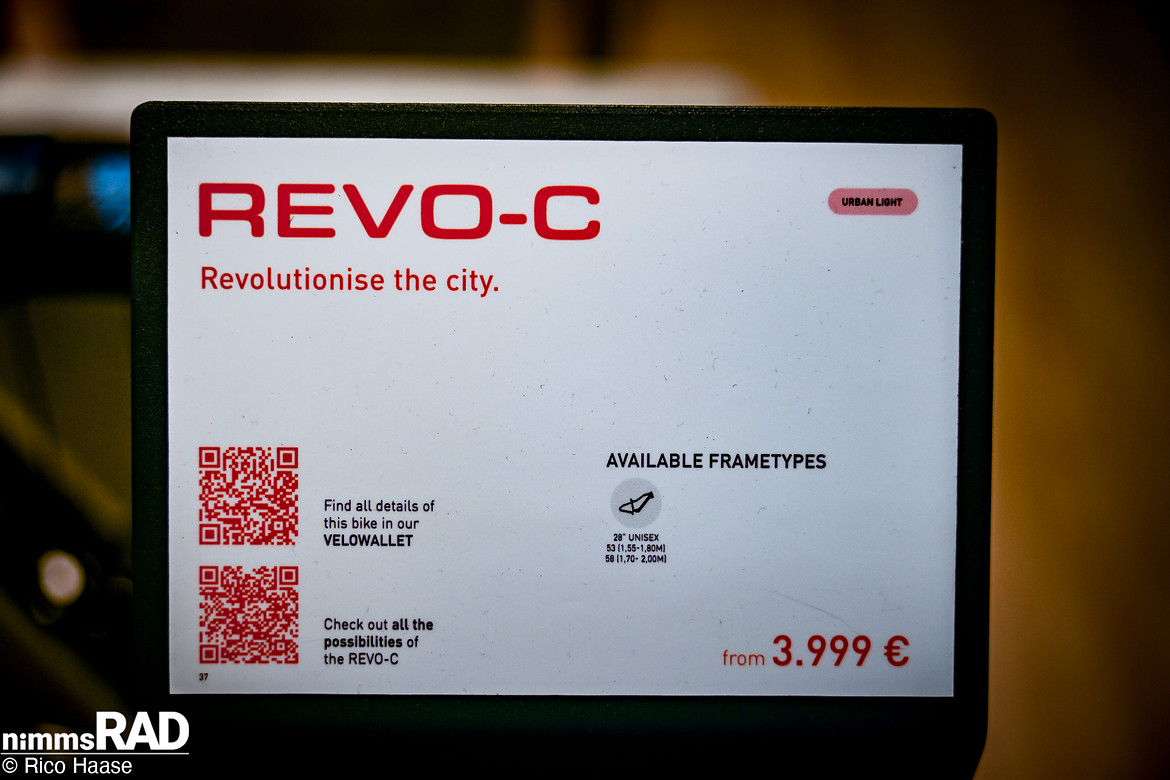 REVO-C
URBAN LIGHT
Revolutionise the city.
Find all details of
this bike in our
VELOWALLET
Check out all the
possibilities of
the REVO-C
37
AVAILABLE FRAMETYPES
28" UNISEX
53 (1,55-1,80M)
58 (1,70- 2,00M)
from 3.999 €
nimmsRAD
© Rico Haase